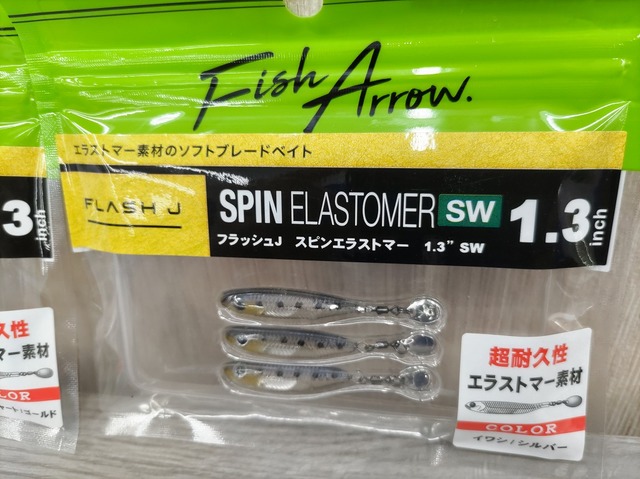 Fish Arrow.
エラストマー素材のソフトブレードベイト
FLASH J
SPIN ELASTOMER SW 1.3 inch
フラッシュJ スピンエラストマー 1.3" SW
超耐久性
エラストマー素材
COLOR
イワシ/シルバー
3 inch
久性
トマー素材
COLOR